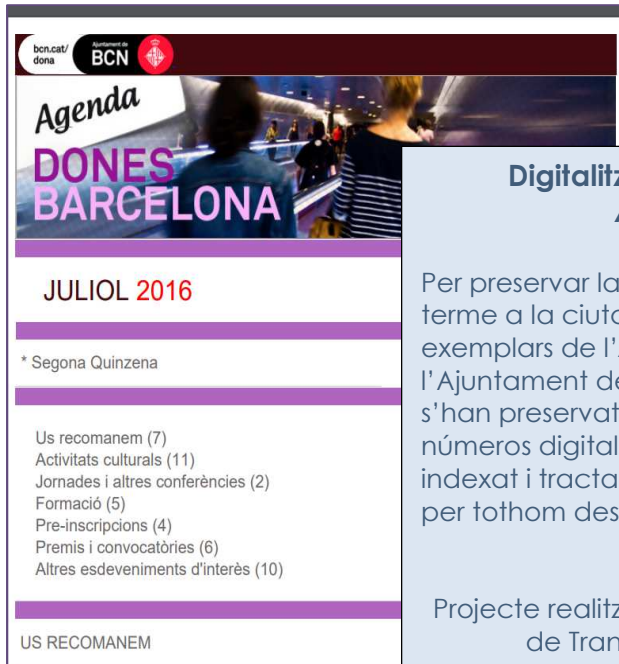 bcn.cat/
dona
Ajuntament de
BCN
Agenda
DONES
BARCELONA
JULIOL 2016
* Segona Quinzena
Us recomanem (7)
Activitats culturals (11)
Jornades i altres conferències (2)
Formació (5)
Pre-inscripcions (4)
Premis i convocatòries (6)
Altres esdeveniments d'interès (10)
US RECOMANEM
Digitalitz
Per preservar la
terme a la ciuta
exemplars de l'
l'Ajuntament de
s'han preservat
números digital
indexat i tracta
per tothom des
Projecte realitz
de Tran